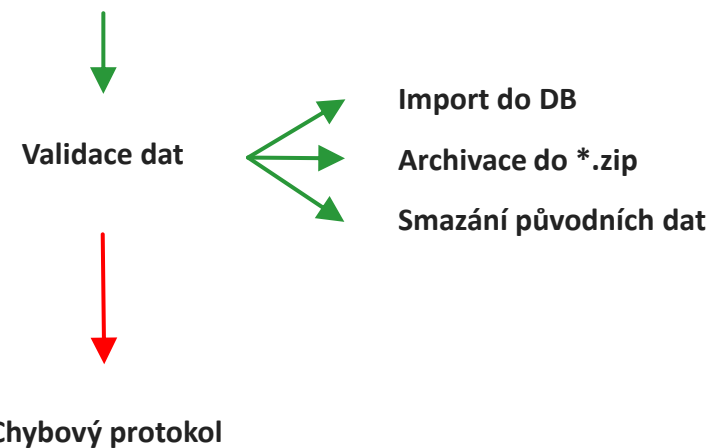 Import do DB
Validace dat
Archivace do *.zip
Smazání původních dat
Chybový protokol